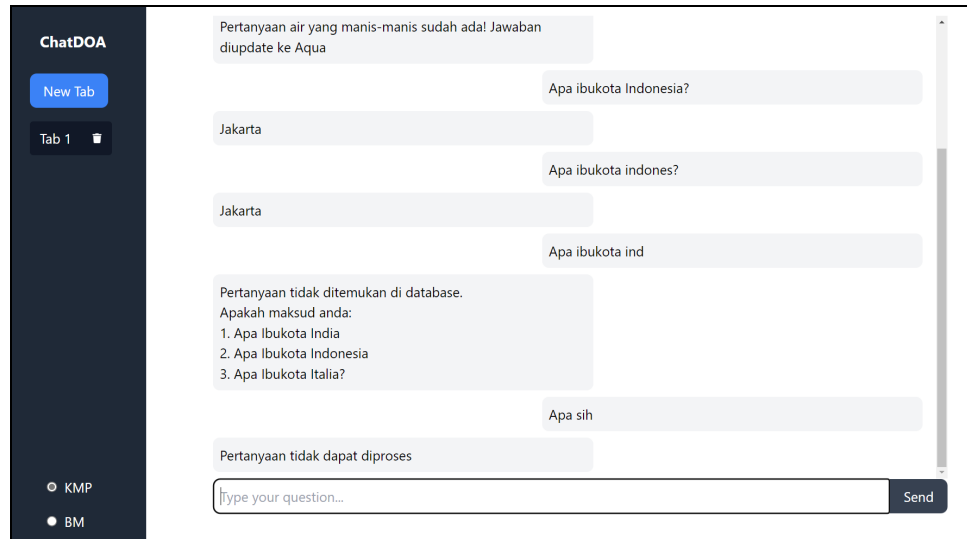 ChatDOA
New Tab
Tab 1
KMP
BM
Pertanyaan air yang manis-manis sudah ada! Jawaban
diupdate ke Aqua
Apa ibukota Indonesia?
Jakarta
Apa ibukota indones?
Jakarta
Apa ibukota ind
Pertanyaan tidak ditemukan di database.
Apakah maksud anda:
1. Apa Ibukota India
2. Apa Ibukota Indonesia
3. Apa Ibukota Italia?
Apa sih
Pertanyaan tidak dapat diproses
Type your question...
Send